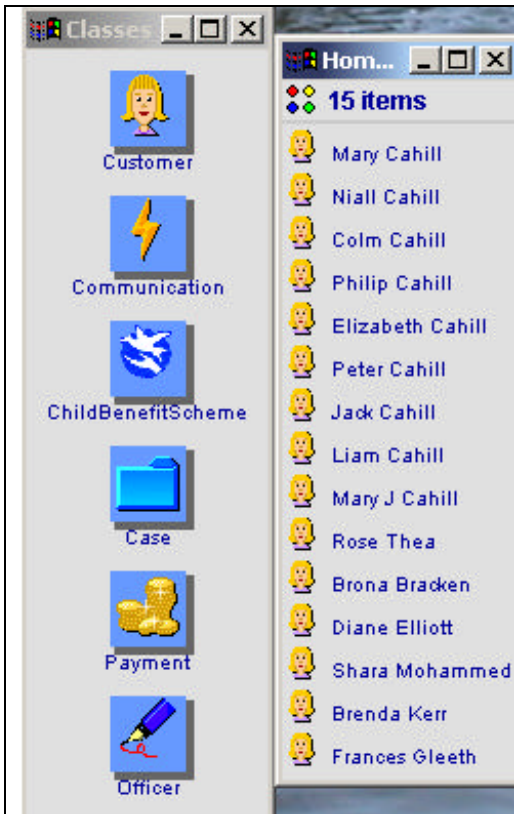 Classes
Customer
Communication
ChildBenefitScheme
Case
Payment
Officer
Hom...
15 items
Mary Cahill
Niall Cahill
Colm Cahill
Philip Cahill
Elizabeth Cahill
Peter Cahill
Jack Cahill
Liam Cahill
Mary J Cahill
Rose Thea
Brona Bracken
Diane Elliott
Shara Mohammed
Brenda Kerr
Frances Gleeth